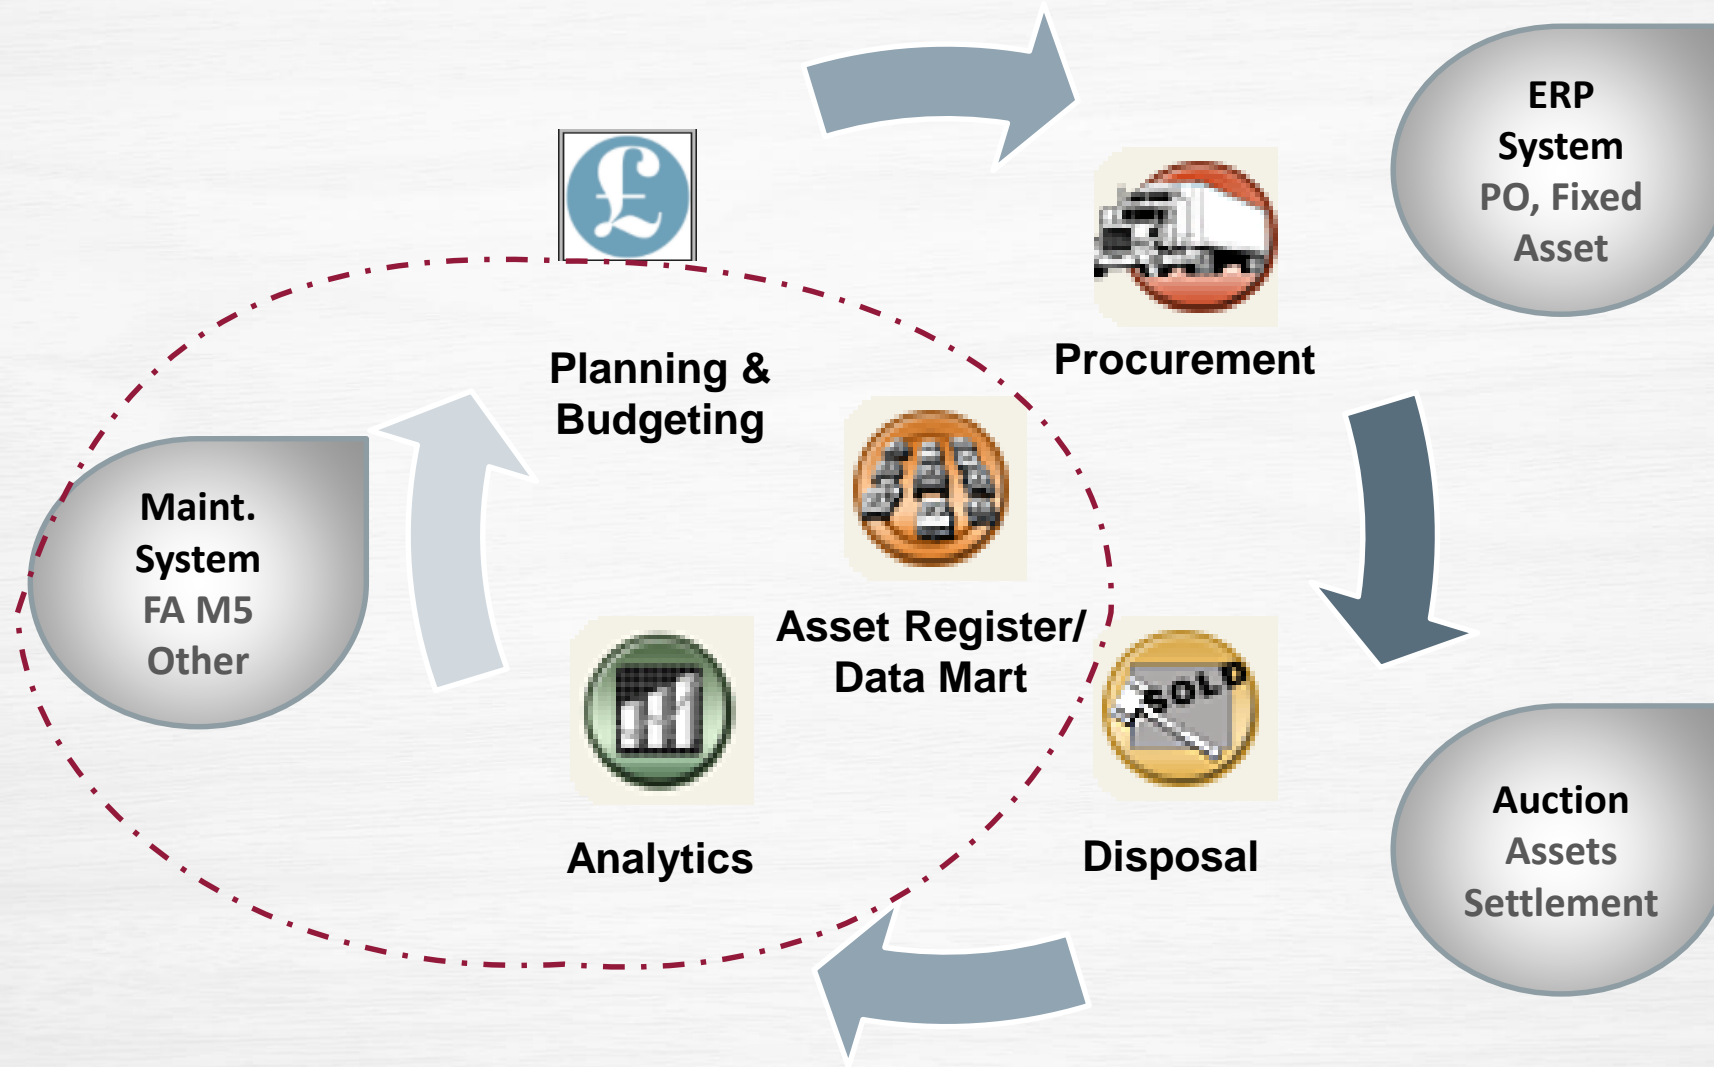 £
ERP
System
PO, Fixed
Asset
Procurement
Planning &
Budgeting
Maint.
System
FA M5
Other
Asset Register/
Data Mart
SOLD
Analytics
Disposal
Auction
Assets
Settlement